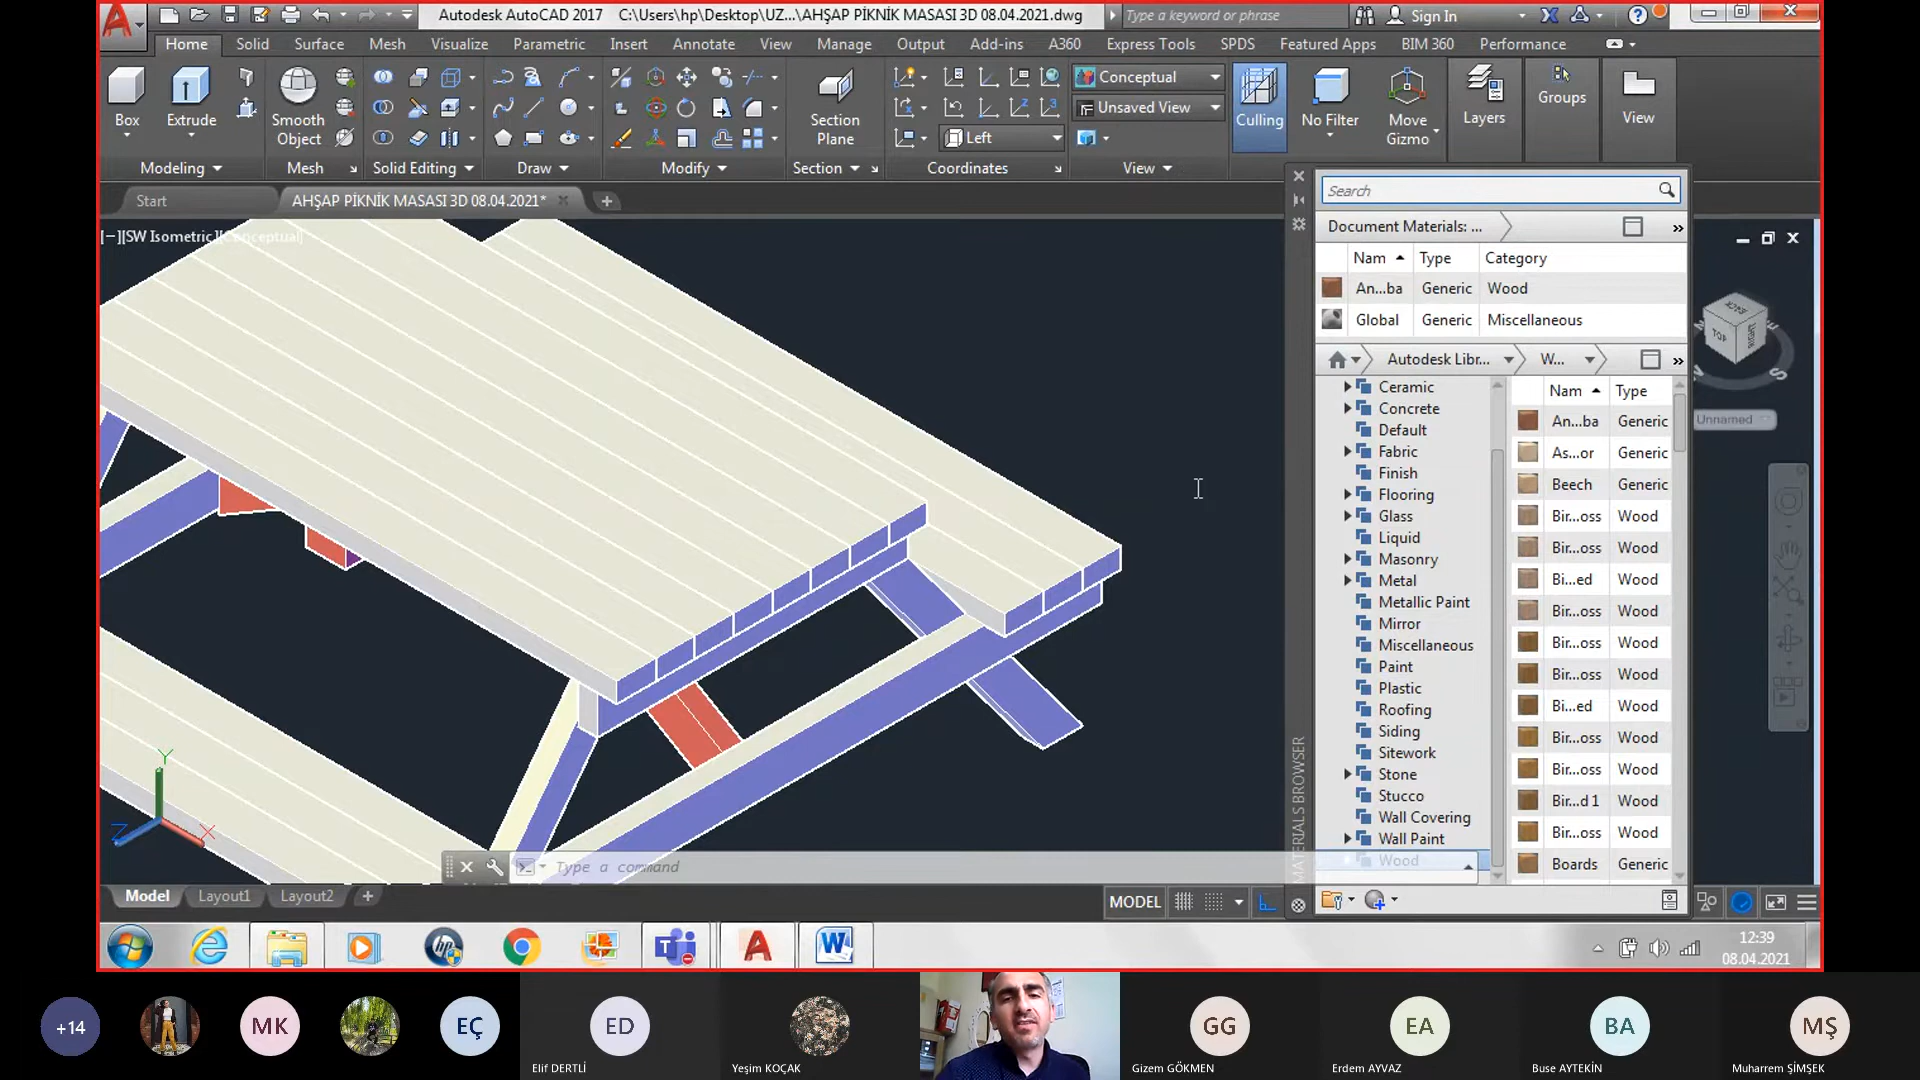 Autodesk AutoCAD 2017 C:\Users\hp\Desktop\UZ...\AHŞAP PİKNİK MASASI 3D 08.04.2021.dwg
Type a keyword or phrase
Sign In
Home Solid Surface Mesh Visualize Parametric Insert Annotate View Manage Output Add-ins A360 Express Tools SPDS Featured Apps BIM 360 Performance
Box
Extrude
Smooth
Object
Section
Plane
Left
Conceptual
Unsaved View
Culling
No Filter
Move
Gizmo
Layers
Groups
View
Modeling Mesh Solid Editing Draw Modify Section Coordinates View
Start
AHŞAP PİKNİK MASASI 3D 08.04.2021*
[−][SW Isometric][Conceptual]
Search
Document Materials: ...
Nam Type Category
An...ba Generic Wood
Global Generic Miscellaneous
Autodesk Libr... W...
Ceramic
Concrete
Default
Fabric
Finish
Flooring
Glass
Liquid
Masonry
Metal
Metallic Paint
Mirror
Miscellaneous
Paint
Plastic
Roofing
Siding
Sitework
Stone
Stucco
Wall Covering
Wall Paint
Wood
Nam Type
An...ba Generic
As...or Generic
Beech Generic
Bir...oss Wood
Bir...oss Wood
Bi...ed Wood
Bir...oss Wood
Bir...oss Wood
Bir...oss Wood
Bi...ed Wood
Bir...oss Wood
Bir...oss Wood
Bir...d 1 Wood
Bir...oss Wood
Boards Generic
MATERIALS BROWSER
TOP
BACK
S
Unnamed
Y
Z
X
Type a command
Model Layout1 Layout2
MODEL
12:39
08.04.2021
+14
MK
EÇ
ED
Elif DERTLİ
Yeşim KOÇAK
GG
Gizem GÖKMEN
EA
Erdem AYVAZ
BA
Buse AYTEKİN
MŞ
Muharrem ŞİMŞEK